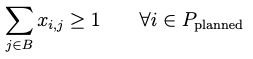 ∑_{j∈B} x_{i,j} ≥ 1  ∀i ∈ P_planned